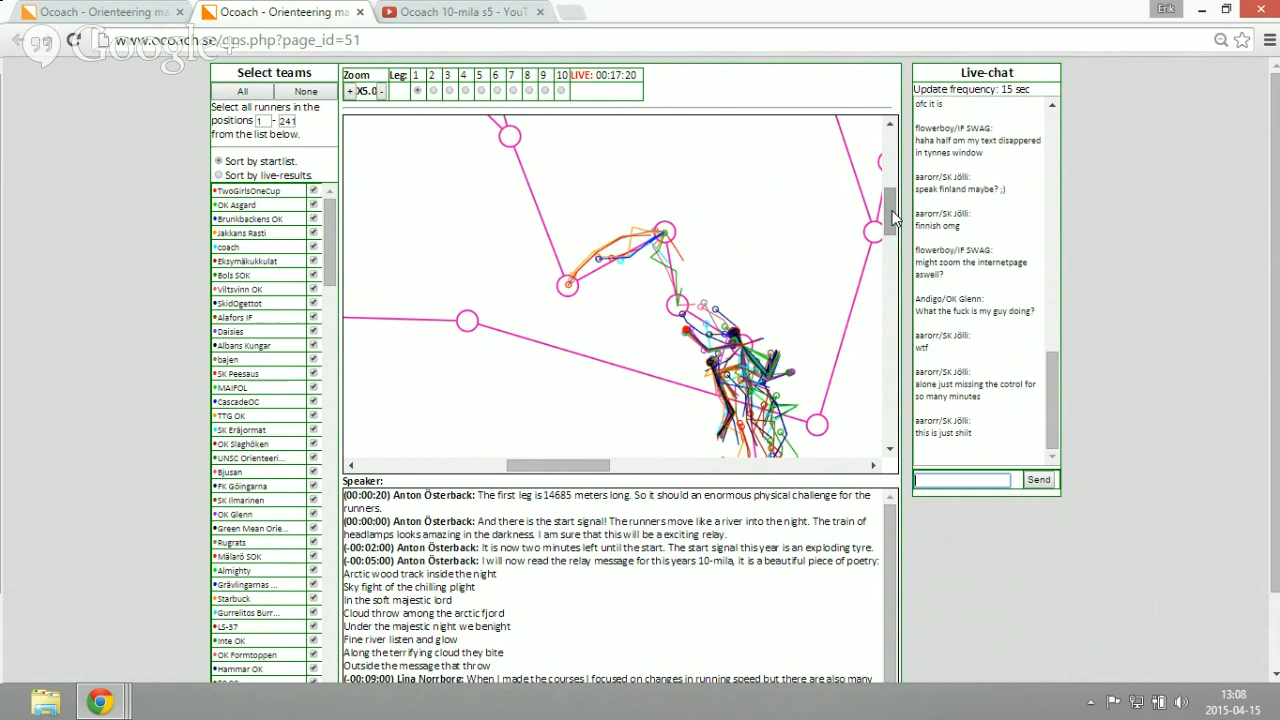 Ocoach - Orienteering ma
Ocoach - Orienteering ma
Ocoach 10-mila s5 - YouT
Erik
Google+
www.ocoach.se/gps.php?page_id=51
Select teams
All
None
Select all runners in the
positions 1 - 241
from the list below.
Sort by startlist.
Sort by live-results.
TwoGirlsOneCup
OK Asgard
Brunkbackens OK
Jakkans Rasti
coach
Eksymäkukkulat
Bols SOK
Viltsvinn OK
SkidOgettot
Alafors IF
Daisies
Albans Kungar
bajen
SK Peesaus
MAIFOL
CascadeOC
TTG OK
SK Eräjormat
OK Slaghöken
UNSC Orienteeri...
Bjusan
FK Göingarna
SK Ilmarinen
OK Glenn
Green Mean Orie...
Rugrats
Mälarö SOK
Almighty
Grävlingarnas ...
Starbuck
Gurrelitos Burr...
LS-37
Inte OK
OK Formtoppen
Hammar OK
Zoom
+ X5.0 -
Leg: 1 2 3 4 5 6 7 8 9 10
LIVE: 00:17:20
Speaker:
(00:00:20) Anton Österback: The first leg is 14685 meters long. So it should an enormous physical challenge for the
runners.
(00:00:00) Anton Österback: And there is the start signal! The runners move like a river into the night. The train of
headlamps looks amazing in the darkness. I am sure that this will be a exciting relay.
(-00:02:00) Anton Österback: It is now two minutes left until the start. The start signal this year is an exploding tyre.
(-00:05:00) Anton Österback: I will now read the relay message for this years 10-mila, it is a beautiful piece of poetry:
Arctic wood track inside the night
Sky fight of the chilling plight
In the soft majestic lord
Cloud throw among the arctic fjord
Under the majestic night we benight
Fine river listen and glow
Along the terrifying cloud they bite
Outside the message that throw
(-00:09:00) Lina Norrborg: When I made the courses I focused on changes in running speed but there are also many
Live-chat
Update frequency: 15 sec
ofc it is
flowerboy/IF SWAG:
haha half om my text disappered
in tynnes window
aarorr/SK Jölli:
speak finland maybe? ;)
aarorr/SK Jölli:
finnish omg
flowerboy/IF SWAG:
might zoom the internetpage
aswell?
Andigo/OK Glenn:
What the fuck is my guy doing?
aarorr/SK Jölli:
wtf
aarorr/SK Jölli:
alone just missing the cotrol for
so many minutes
aarorr/SK Jölli:
this is just shiit
Send
13:08
2015-04-15